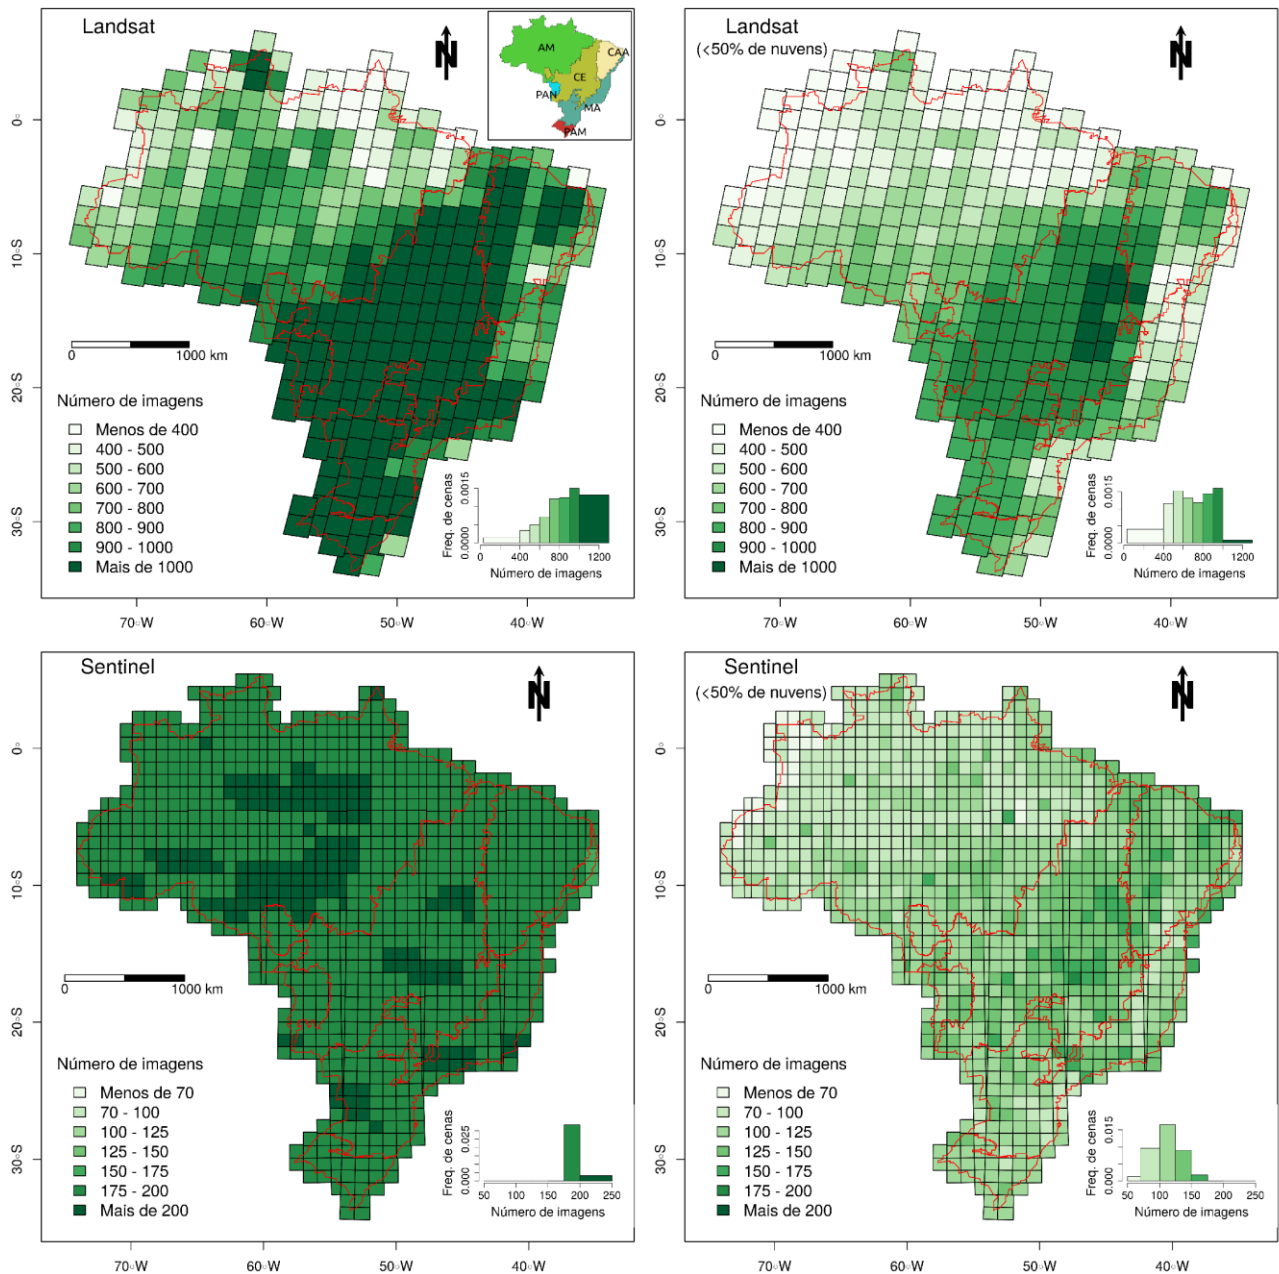 Landsat
N
AM
CAA
CE
PAN
MA
PAM
0°
10°S
20°S
30°S
0
1000 km
Número de imagens
Menos de 400
400 - 500
500 - 600
600 - 700
700 - 800
800 - 900
900 - 1000
Mais de 1000
Freq. de cenas
0.0000
0.0015
0
400
800
1200
Número de imagens
70°W
60°W
50°W
40°W
Landsat
(<50% de nuvens)
N
0°
10°S
20°S
30°S
0
1000 km
Número de imagens
Menos de 400
400 - 500
500 - 600
600 - 700
700 - 800
800 - 900
900 - 1000
Mais de 1000
Freq. de cenas
0.0000
0.0015
0
400
800
1200
Número de imagens
70°W
60°W
50°W
40°W
Sentinel
N
0°
10°S
20°S
30°S
0
1000 km
Número de imagens
Menos de 70
70 - 100
100 - 125
125 - 150
150 - 175
175 - 200
Mais de 200
Freq. de cenas
0.000
0.025
50
100
150
200
250
Número de imagens
70°W
60°W
50°W
40°W
Sentinel
(<50% de nuvens)
N
0°
10°S
20°S
30°S
0
1000 km
Número de imagens
Menos de 70
70 - 100
100 - 125
125 - 150
150 - 175
175 - 200
Mais de 200
Freq. de cenas
0.000
0.015
50
100
150
200
250
Número de imagens
70°W
60°W
50°W
40°W